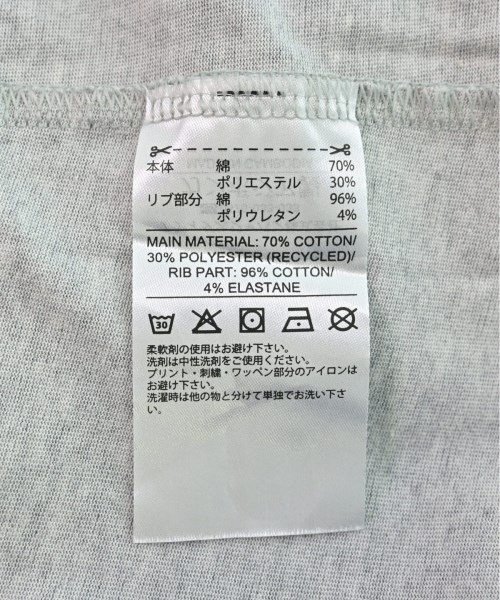 本体 綿 70%
ポリエステル 30%
リブ部分 綿 96%
ポリウレタン 4%
MAIN MATERIAL: 70% COTTON/
30% POLYESTER (RECYCLED)/
RIB PART: 96% COTTON/
4% ELASTANE
30
柔軟剤の使用はお避け下さい。
洗剤は中性洗剤をご使用ください。
プリント・刺繍・ワッペン部分のアイロンは
お避け下さい。
洗濯時は他の物と分けて単独でお洗い下さ
い。